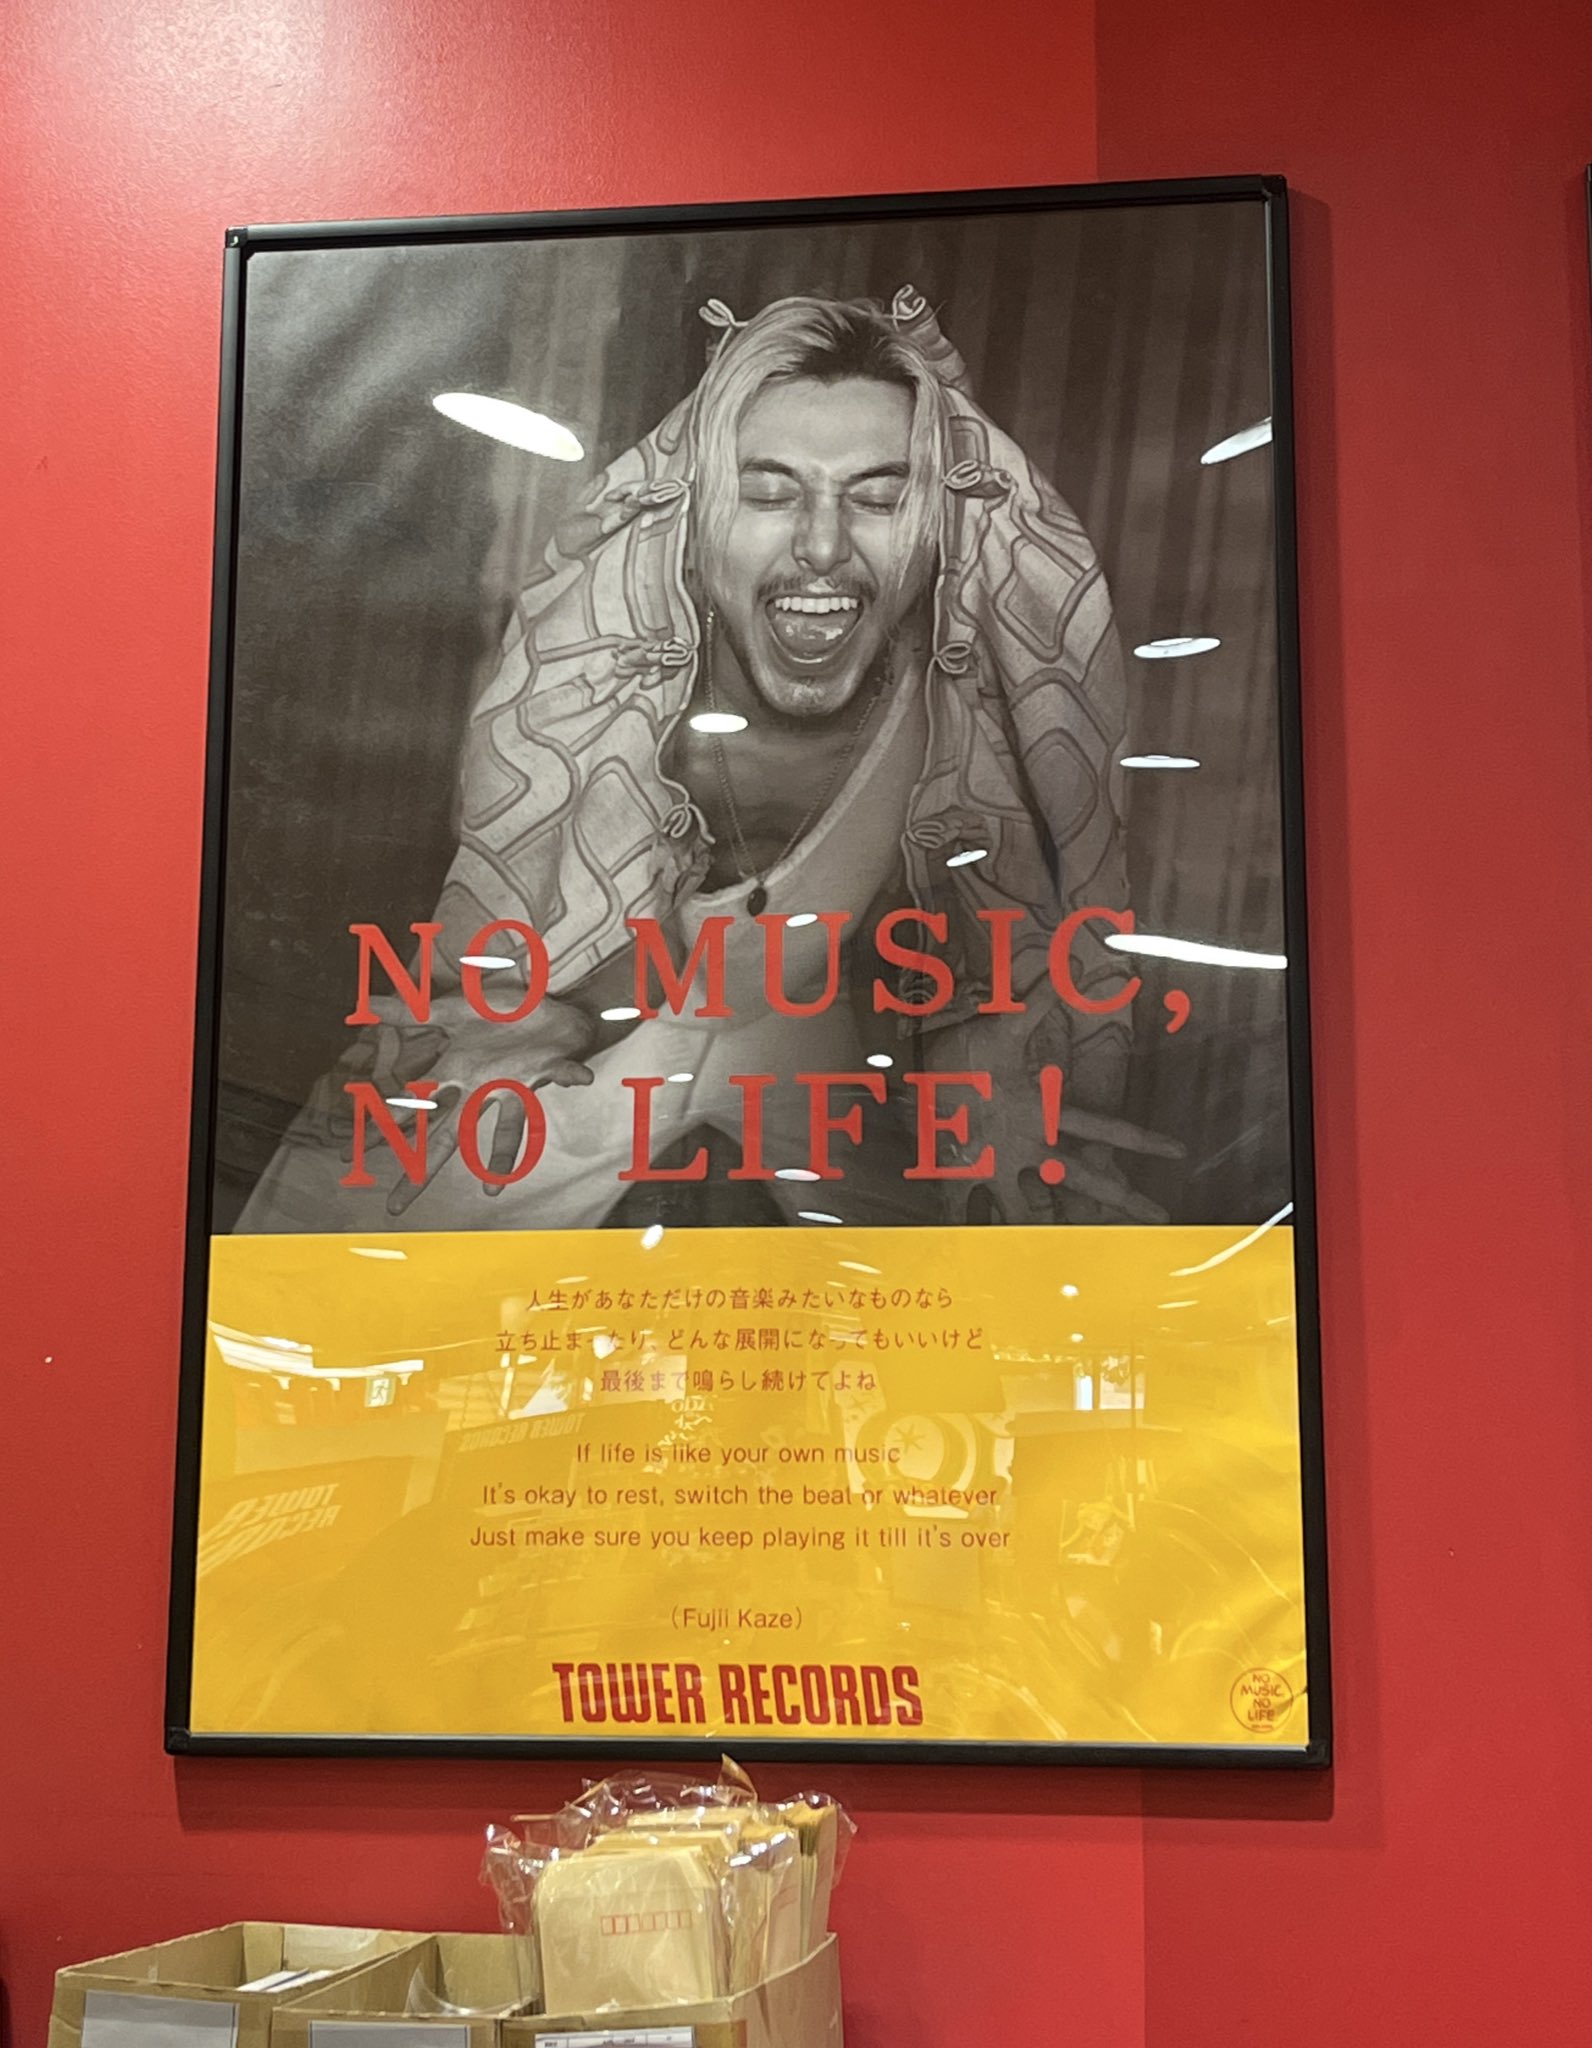 NO MUSIC,
NO LIFE!
人生があなただけの音楽みたいなものなら
立ち止まったり、どんな展開になってもいいけど
最後まで鳴らし続けてよね
If life is like your own music
It's okay to rest, switch the beat or whatever
Just make sure you keep playing it till it's over
(Fujii Kaze)
TOWER RECORDS
NO
MUSIC,
NO
LIFE